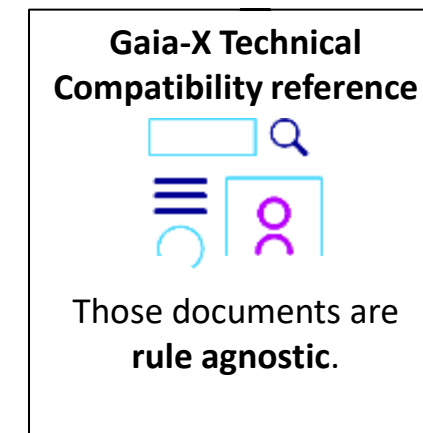 Gaia-X Technical
Compatibility reference
Those documents are
rule agnostic.